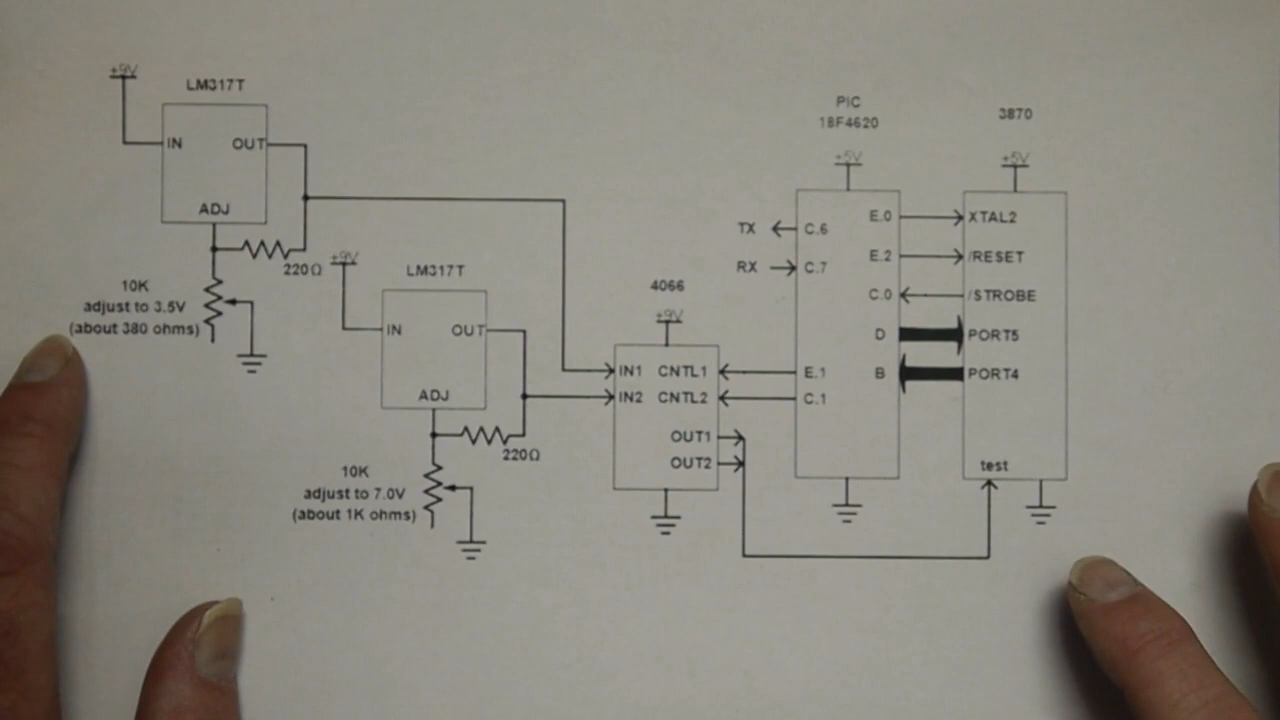 +9V
LM317T
IN
OUT
ADJ
220Ω
10K
adjust to 3.5V
(about 380 ohms)
+9V
LM317T
IN
OUT
ADJ
220Ω
10K
adjust to 7.0V
(about 1K ohms)
4066
+9V
IN1 CNTL1
IN2 CNTL2
OUT1
OUT2
PIC
18F4620
+5V
TX
RX
C.6
C.7
E.0
E.2
C.0
D
B
E.1
C.1
3870
+5V
XTAL2
/RESET
/STROBE
PORT5
PORT4
test